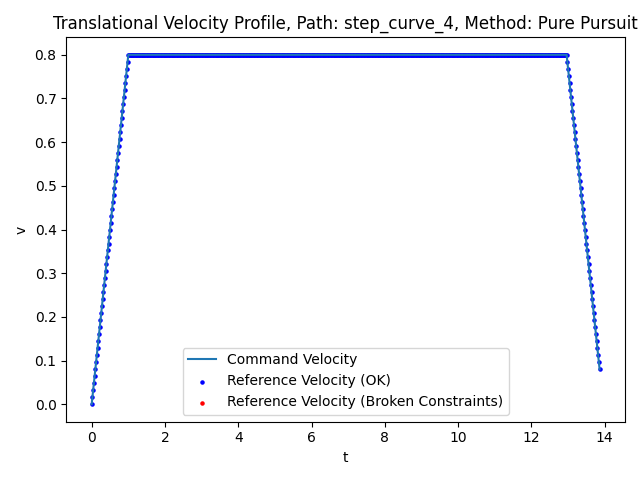 Translational Velocity Profile, Path: step_curve_4, Method: Pure Pursuit
v
0.8
0.7
0.6
0.5
0.4
0.3
0.2
0.1
0.0
Command Velocity
Reference Velocity (OK)
Reference Velocity (Broken Constraints)
0 2 4 6 8 10 12 14
t